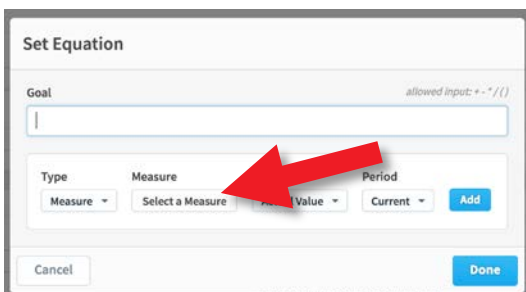 Set Equation
Goal allowed input: + - * / ( )
Type Measure Period
Measure Select a Measure Value Current Add
Cancel Done